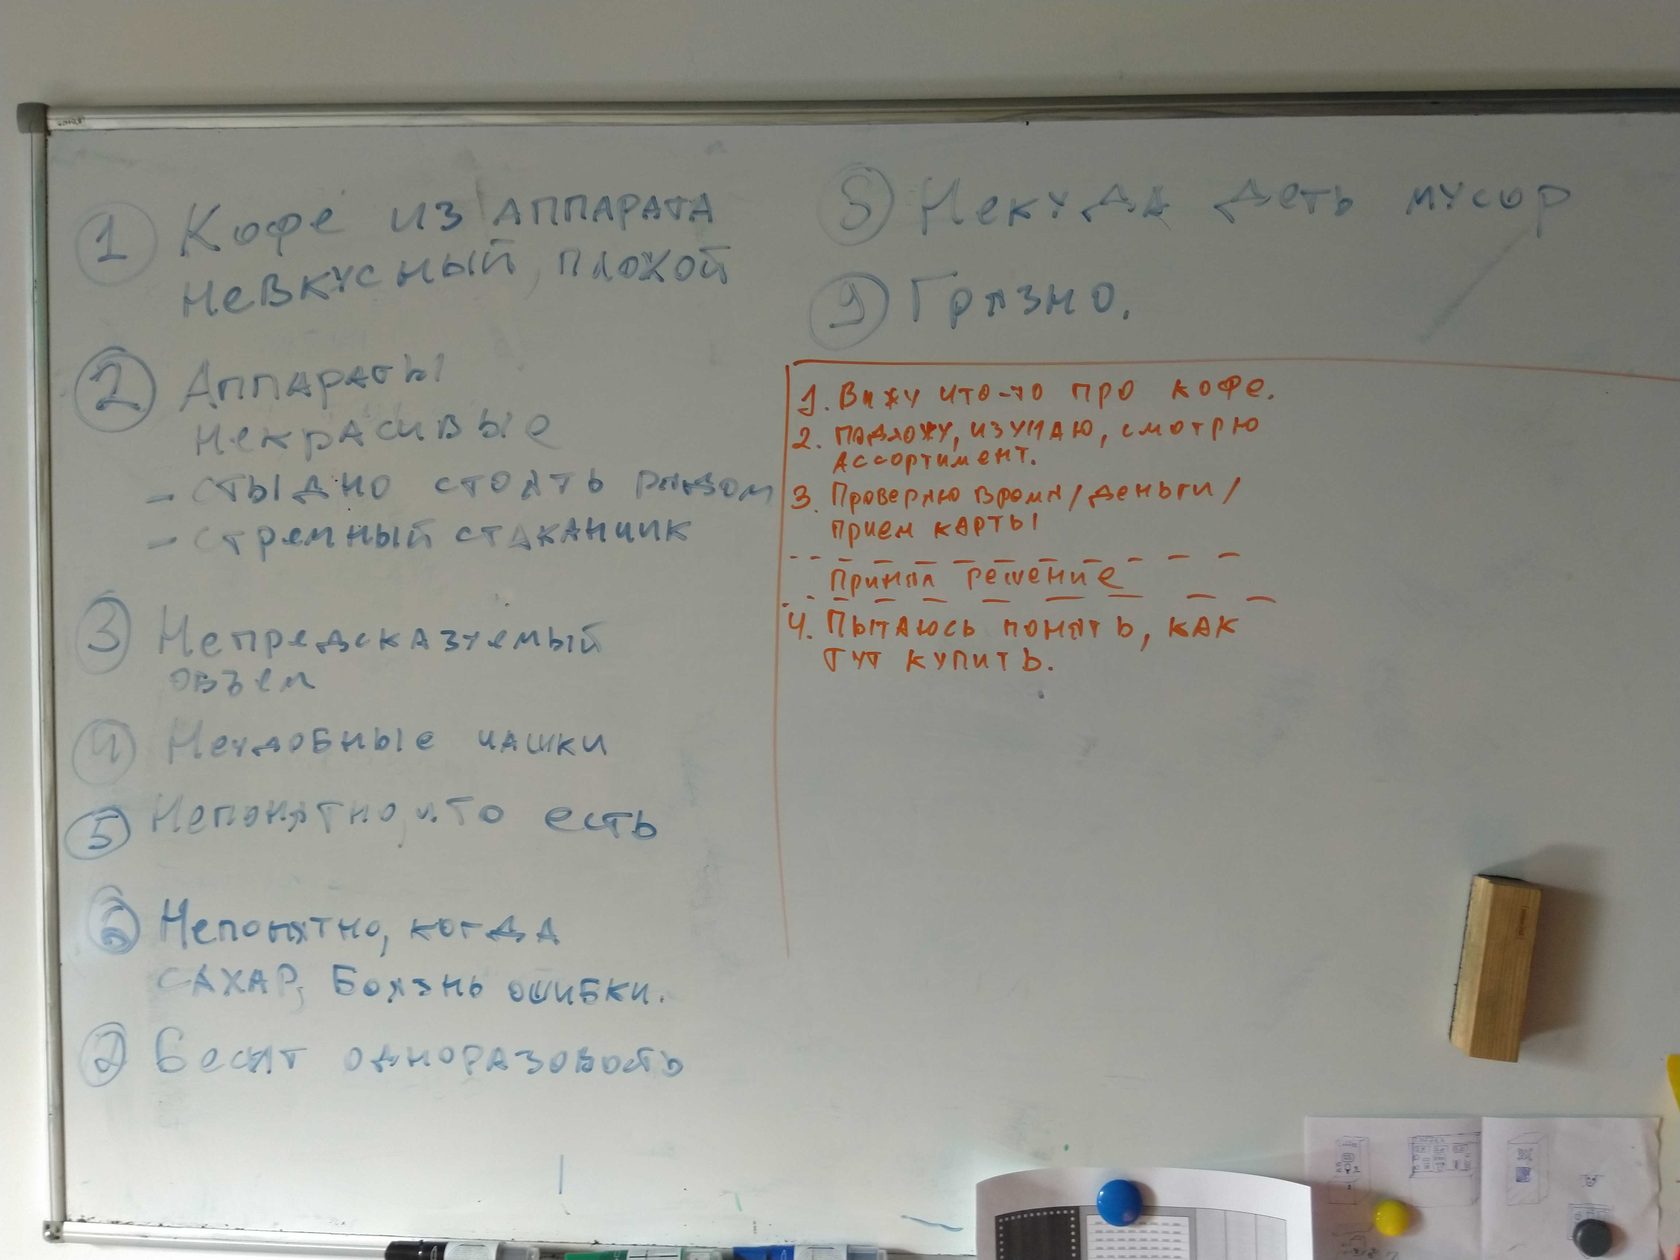 1 Кофе из аппарата
невкусный, плохой
2 Аппараты
некрасивые
- стыдно стоять рядом
- стремный стаканчик
3 Непредсказуемый
объем
4 Неудобные чашки
5 Непонятно, что есть
6 Непонятно, когда
сахар, боязнь ошибки.
7 Бесит одноразовость
8 Некуда деть мусор
9 Грязно.
1. Вижу что-то про кофе.
2. Подхожу, изучаю, смотрю
ассортимент.
3. Проверяю время/деньги/
прием карты
Принял решение
4. Пытаюсь понять, как
тут купить.